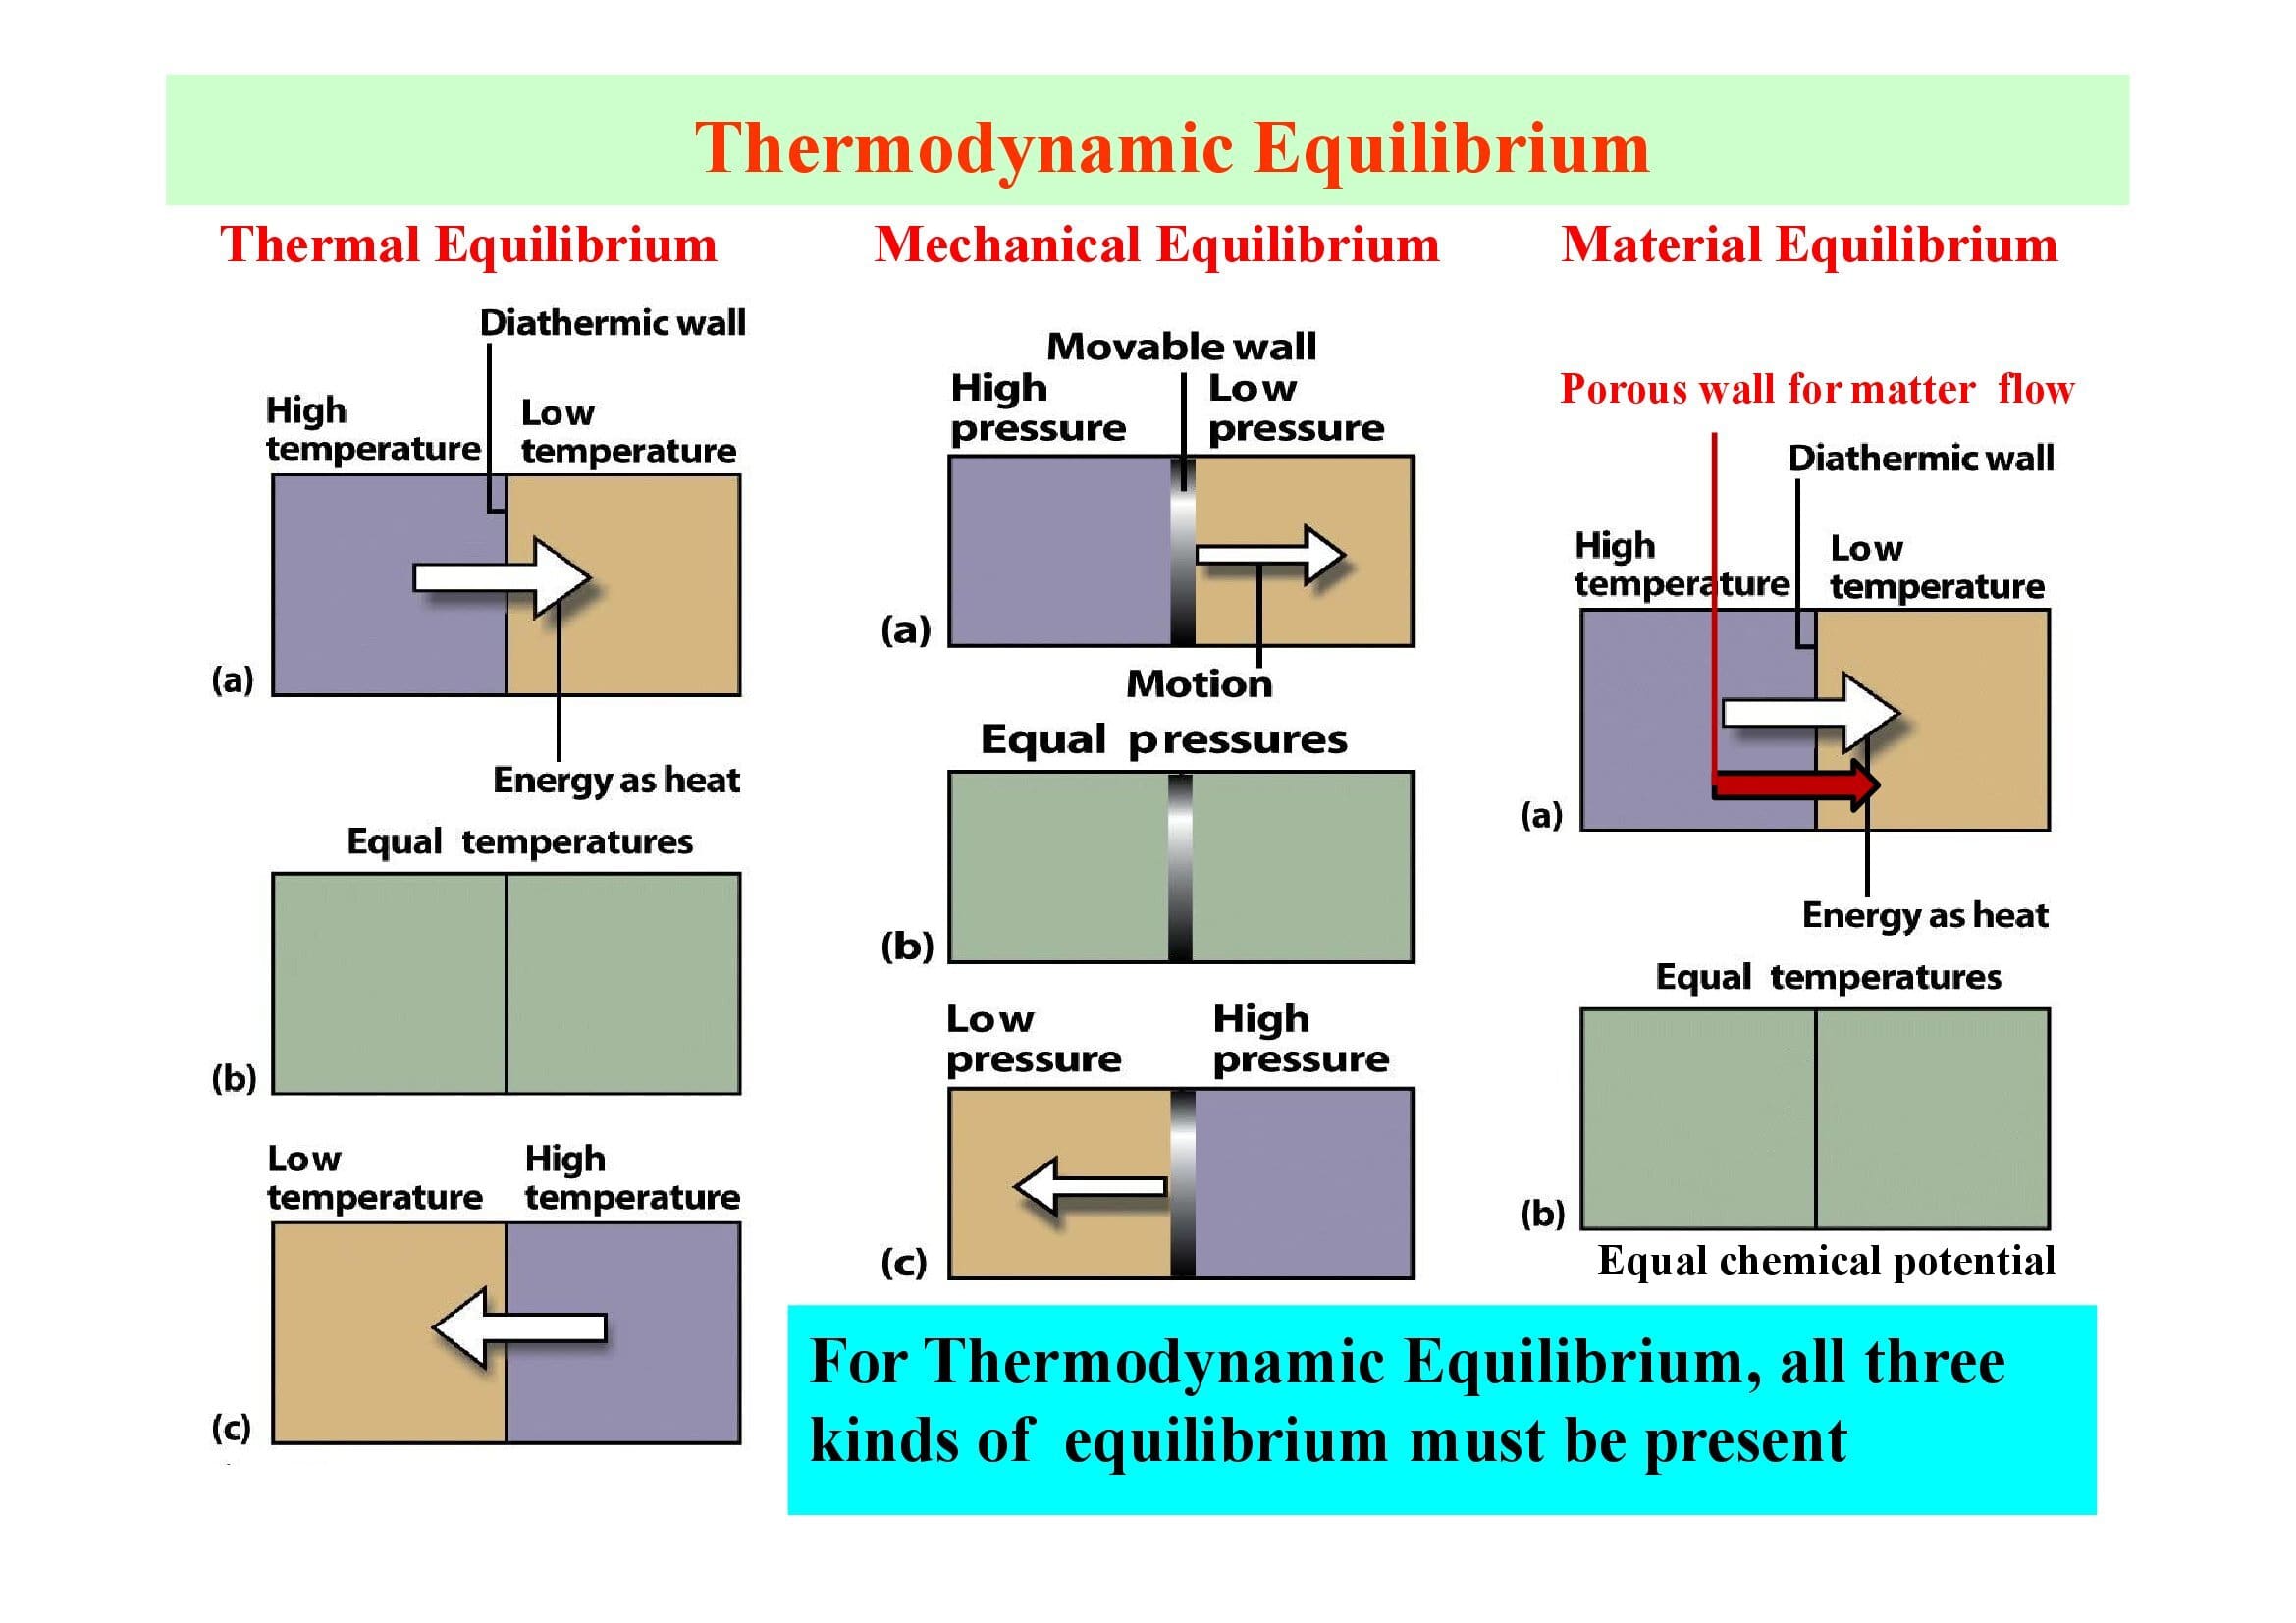 Thermodynamic Equilibrium
Thermal Equilibrium
Diathermic wall
High
temperature
Low
temperature
(a)
Energy as heat
Equal temperatures
(b)
Low
temperature
High
temperature
(c)
Mechanical Equilibrium
Movable wall
High
pressure
Low
pressure
(a)
Motion
Equal pressures
(b)
Low
pressure
High
pressure
(c)
Material Equilibrium
Porous wall for matter flow
Diathermic wall
High
temperature
Low
temperature
(a)
Energy as heat
Equal temperatures
(b)
Equal chemical potential
For Thermodynamic Equilibrium, all three
kinds of equilibrium must be present